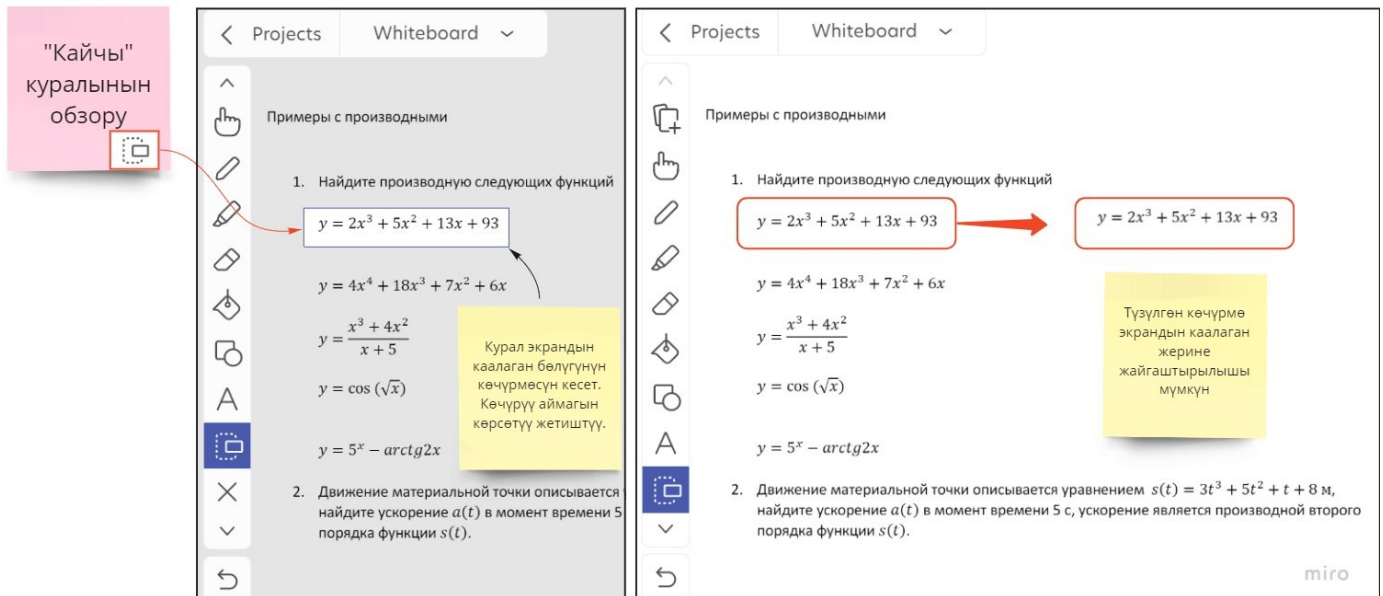 "Кайчы"
куралынын
обзору
Projects Whiteboard
Примеры с производными
1. Найдите производную следующих функций
y = 2x³ + 5x² + 13x + 93
y = 4x⁴ + 18x³ + 7x² + 6x
y = (x³ + 4x²)/(x + 5)
y = cos (√x)
y = 5ˣ − arctg2x
Курал экрандын
каалаган бөлүгүнүн
көчүрмөсүн кесет.
Көчүрүү аймагын
көрсөтүү жетиштүү.
2. Движение материальной точки описывается
найдите ускорение a(t) в момент времени 5
порядка функции s(t).
Projects Whiteboard
Примеры с производными
1. Найдите производную следующих функций
y = 2x³ + 5x² + 13x + 93
y = 2x³ + 5x² + 13x + 93
y = 4x⁴ + 18x³ + 7x² + 6x
y = (x³ + 4x²)/(x + 5)
y = cos (√x)
y = 5ˣ − arctg2x
Түзүлгөн көчүрмө
экрандын каалаган
жерине
жайгаштырылышы
мүмкүн
2. Движение материальной точки описывается уравнением s(t) = 3t³ + 5t² + t + 8 м,
найдите ускорение a(t) в момент времени 5 с, ускорение является производной второго
порядка функции s(t).
miro